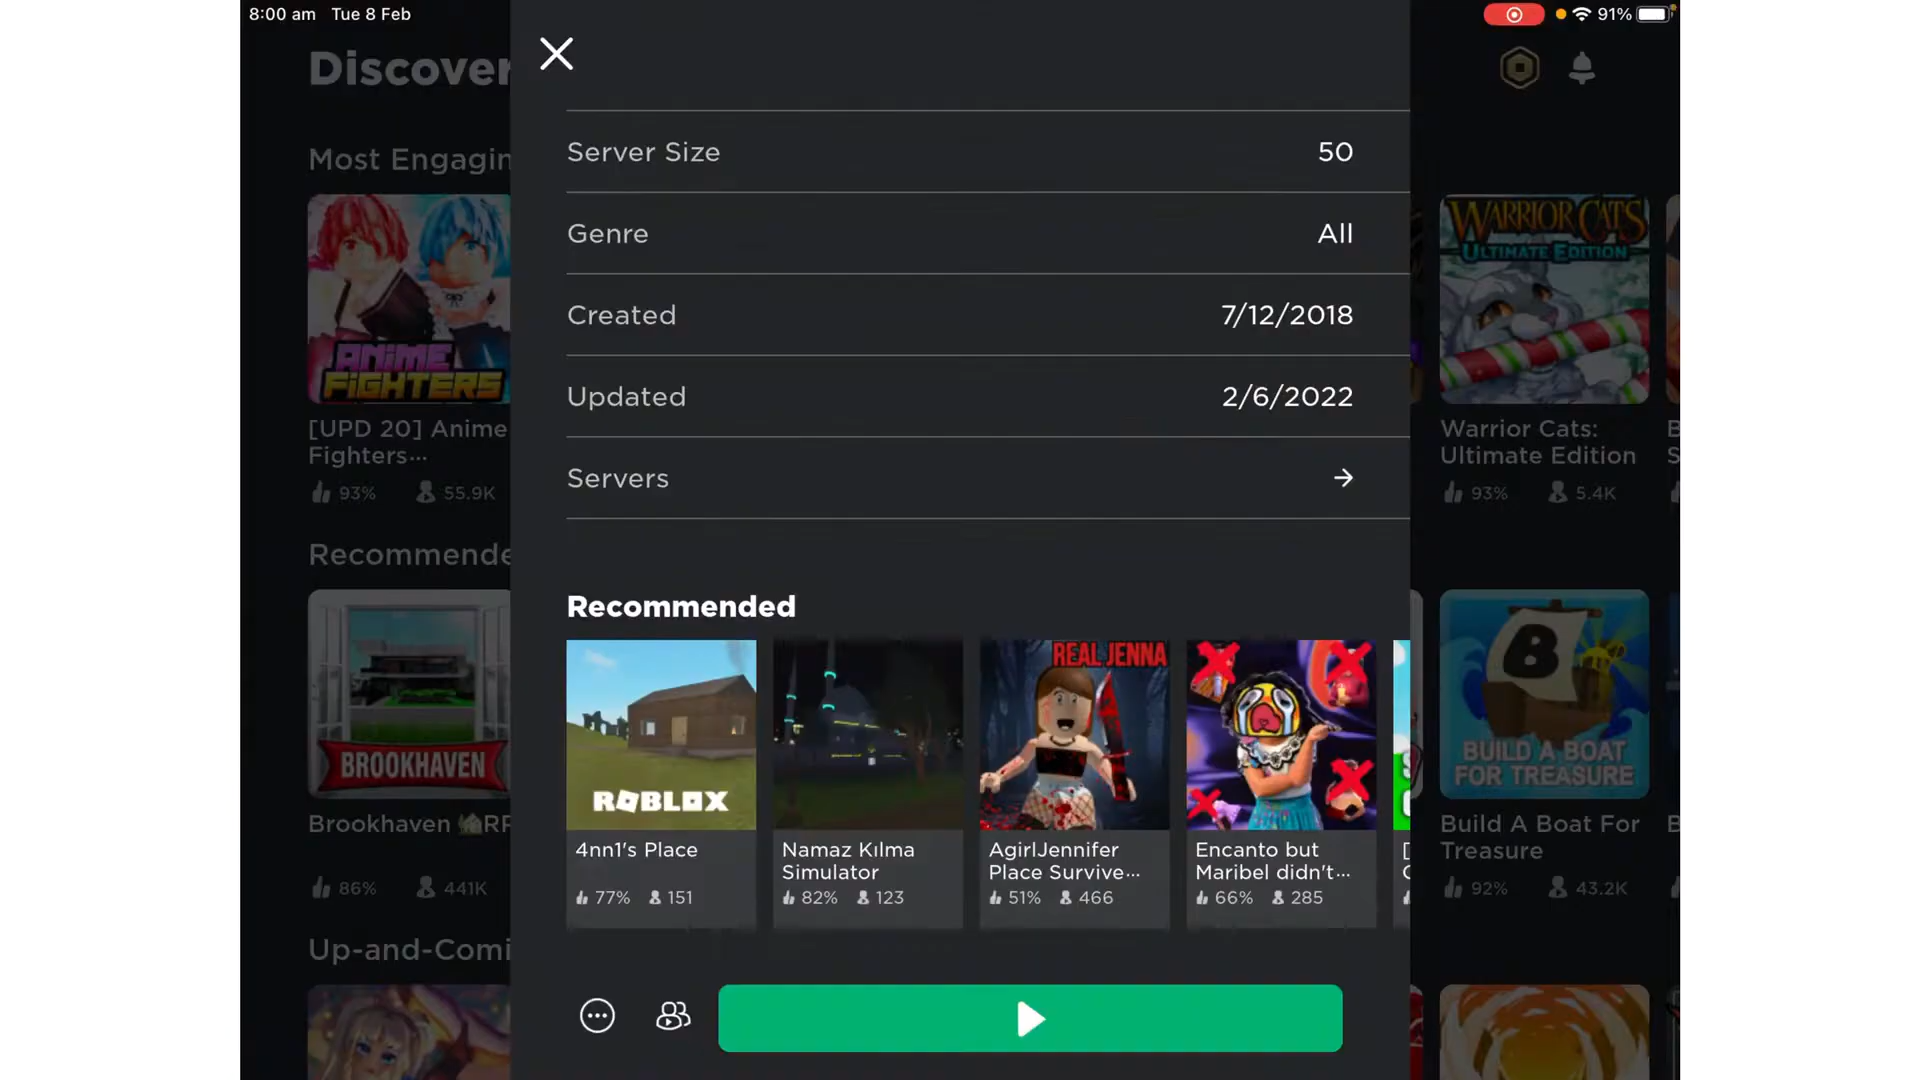 8:00 am Tue 8 Feb
91%
Discover
Most Engagin
ANIME
FIGHTERS
[UPD 20] Anime
Fighters...
93% 55.9K
Recommende
BROOKHAVEN
Brookhaven RP
86% 441K
Up-and-Comi
Server Size 50
Genre All
Created 7/12/2018
Updated 2/6/2022
Servers
Recommended
ROBLOX
4nn1's Place
77% 151
Namaz Kılma
Simulator
82% 123
REAL JENNA
AgirlJennifer
Place Survive...
51% 466
Encanto but
Maribel didn't...
66% 285
WARRIOR CATS
ULTIMATE EDITION
Warrior Cats:
Ultimate Edition
93% 5.4K
B
BUILD A BOAT
FOR TREASURE
Build A Boat For
Treasure
92% 43.2K